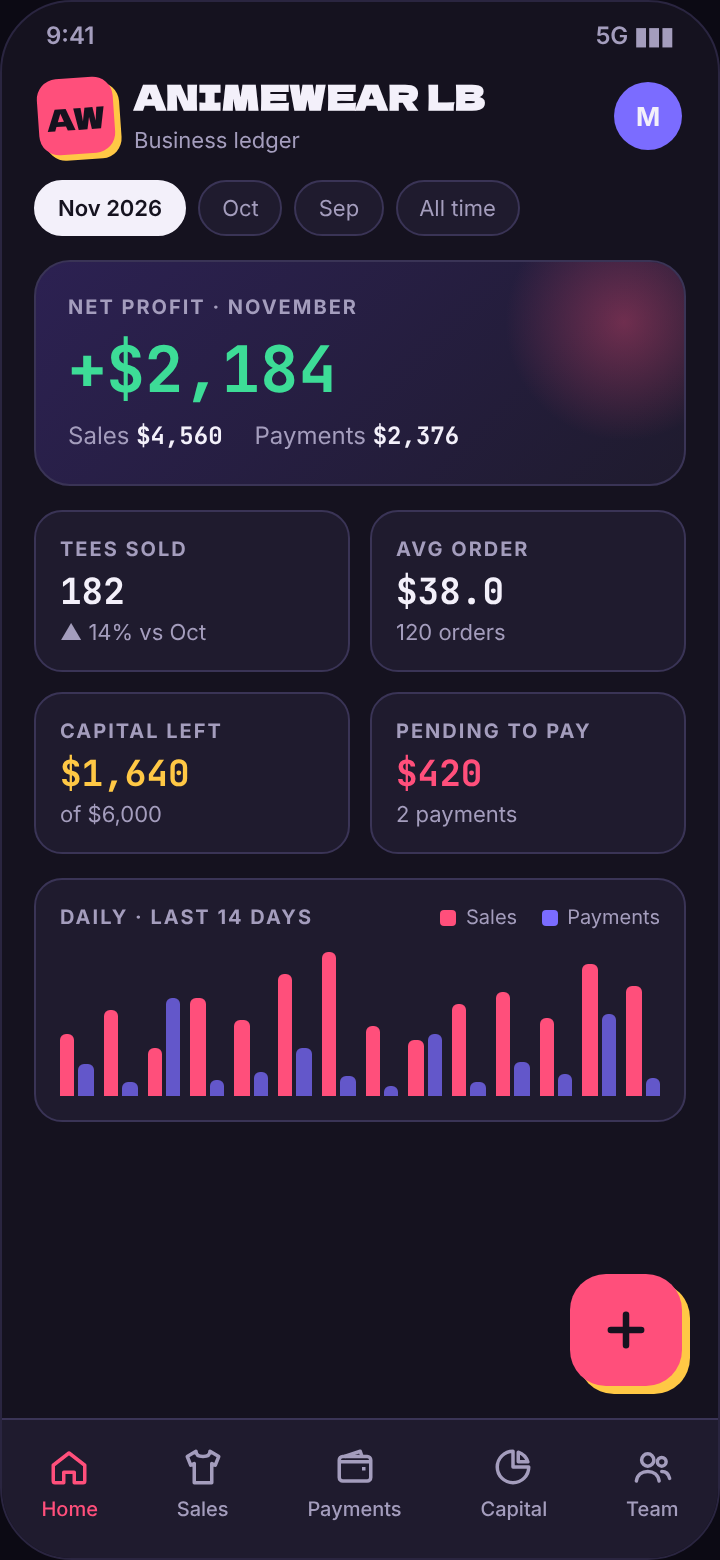 9:41
5G
AW
ANIMEWEAR LB
Business ledger
M
Nov 2026
Oct
Sep
All time
NET PROFIT · NOVEMBER
+$2,184
Sales $4,560 Payments $2,376
TEES SOLD
182
▲ 14% vs Oct
AVG ORDER
$38.0
120 orders
CAPITAL LEFT
$1,640
of $6,000
PENDING TO PAY
$420
2 payments
DAILY · LAST 14 DAYS
Sales
Payments
+
Home
Sales
Payments
Capital
Team